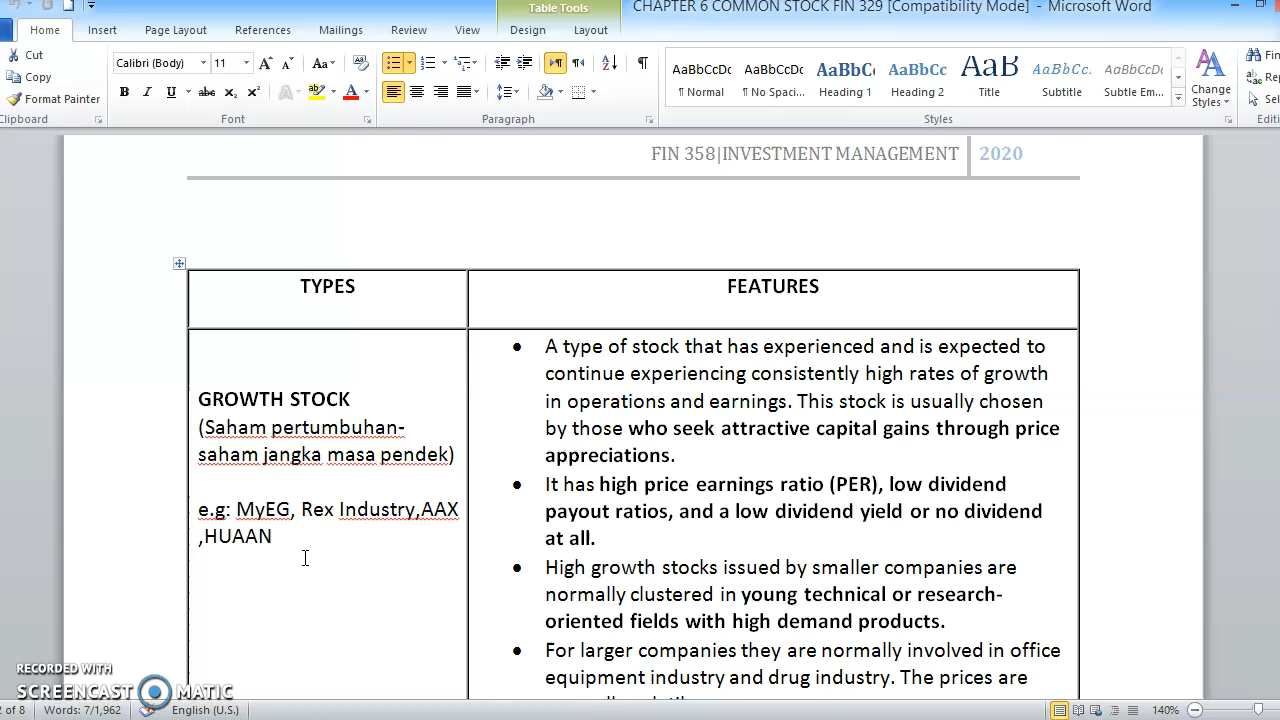 Table Tools
CHAPTER 6 COMMON STOCK FIN 329 [Compatibility Mode] - Microsoft Word
Home Insert Page Layout References Mailings Review View Design Layout
Cut
Copy
Format Painter
Clipboard
Calibri (Body) 11
Font
Paragraph
AaBbCcDc AaBbCcDc AaBbC AaBbCc AaB AaBbCc. AaBbCcDc
¶ Normal ¶ No Spaci... Heading 1 Heading 2 Title Subtitle Subtle Em...
Change
Styles
Styles
FIN 358|INVESTMENT MANAGEMENT 2020
TYPES FEATURES
GROWTH STOCK
(Saham pertumbuhan-
saham jangka masa pendek)
e.g: MyEG, Rex Industry,AAX
,HUAAN
• A type of stock that has experienced and is expected to
continue experiencing consistently high rates of growth
in operations and earnings. This stock is usually chosen
by those who seek attractive capital gains through price
appreciations.
• It has high price earnings ratio (PER), low dividend
payout ratios, and a low dividend yield or no dividend
at all.
• High growth stocks issued by smaller companies are
normally clustered in young technical or research-
oriented fields with high demand products.
• For larger companies they are normally involved in office
equipment industry and drug industry. The prices are
RECORDED WITH
SCREENCAST MATIC
2 of 8 Words: 7/1,962 English (U.S.) 140%